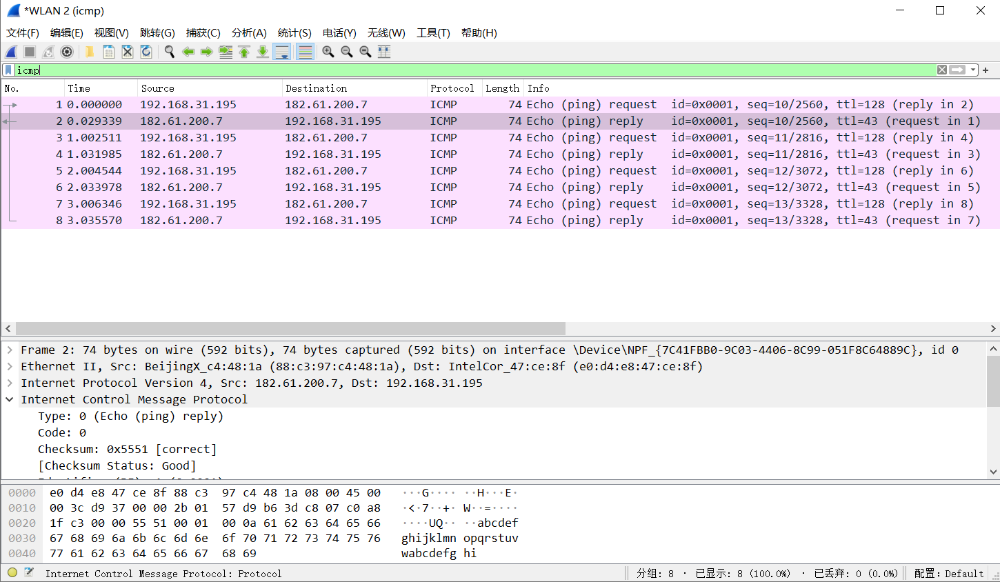 *WLAN 2 (icmp)
文件(F) 编辑(E) 视图(V) 跳转(G) 捕获(C) 分析(A) 统计(S) 电话(Y) 无线(W) 工具(T) 帮助(H)
icmp
No. Time Source Destination Protocol Length Info
1 0.000000 192.168.31.195 182.61.200.7 ICMP 74 Echo (ping) request id=0x0001, seq=10/2560, ttl=128 (reply in 2)
2 0.029339 182.61.200.7 192.168.31.195 ICMP 74 Echo (ping) reply id=0x0001, seq=10/2560, ttl=43 (request in 1)
3 1.002511 192.168.31.195 182.61.200.7 ICMP 74 Echo (ping) request id=0x0001, seq=11/2816, ttl=128 (reply in 4)
4 1.031985 182.61.200.7 192.168.31.195 ICMP 74 Echo (ping) reply id=0x0001, seq=11/2816, ttl=43 (request in 3)
5 2.004544 192.168.31.195 182.61.200.7 ICMP 74 Echo (ping) request id=0x0001, seq=12/3072, ttl=128 (reply in 6)
6 2.033978 182.61.200.7 192.168.31.195 ICMP 74 Echo (ping) reply id=0x0001, seq=12/3072, ttl=43 (request in 5)
7 3.006346 192.168.31.195 182.61.200.7 ICMP 74 Echo (ping) request id=0x0001, seq=13/3328, ttl=128 (reply in 8)
8 3.035570 182.61.200.7 192.168.31.195 ICMP 74 Echo (ping) reply id=0x0001, seq=13/3328, ttl=43 (request in 7)
Frame 2: 74 bytes on wire (592 bits), 74 bytes captured (592 bits) on interface \Device\NPF_{7C41FBB0-9C03-4406-8C99-051F8C64889C}, id 0
Ethernet II, Src: BeijingX_c4:48:1a (88:c3:97:c4:48:1a), Dst: IntelCor_47:ce:8f (e0:d4:e8:47:ce:8f)
Internet Protocol Version 4, Src: 182.61.200.7, Dst: 192.168.31.195
Internet Control Message Protocol
Type: 0 (Echo (ping) reply)
Code: 0
Checksum: 0x5551 [correct]
[Checksum Status: Good]
0000 e0 d4 e8 47 ce 8f 88 c3 97 c4 48 1a 08 00 45 00 ···G···· ··H···E·
0010 00 3c d9 37 00 00 2b 01 57 d9 b6 3d c8 07 c0 a8 ·<·7··+· W··=····
0020 1f c3 00 00 55 51 00 01 00 0a 61 62 63 64 65 66 ····UQ·· ··abcdef
0030 67 68 69 6a 6b 6c 6d 6e 6f 70 71 72 73 74 75 76 ghijklmn opqrstuv
0040 77 61 62 63 64 65 66 67 68 69 wabcdefg hi
Internet Control Message Protocol: Protocol 分组: 8 · 已显示: 8 (100.0%) · 已丢弃: 0 (0.0%) 配置: Default